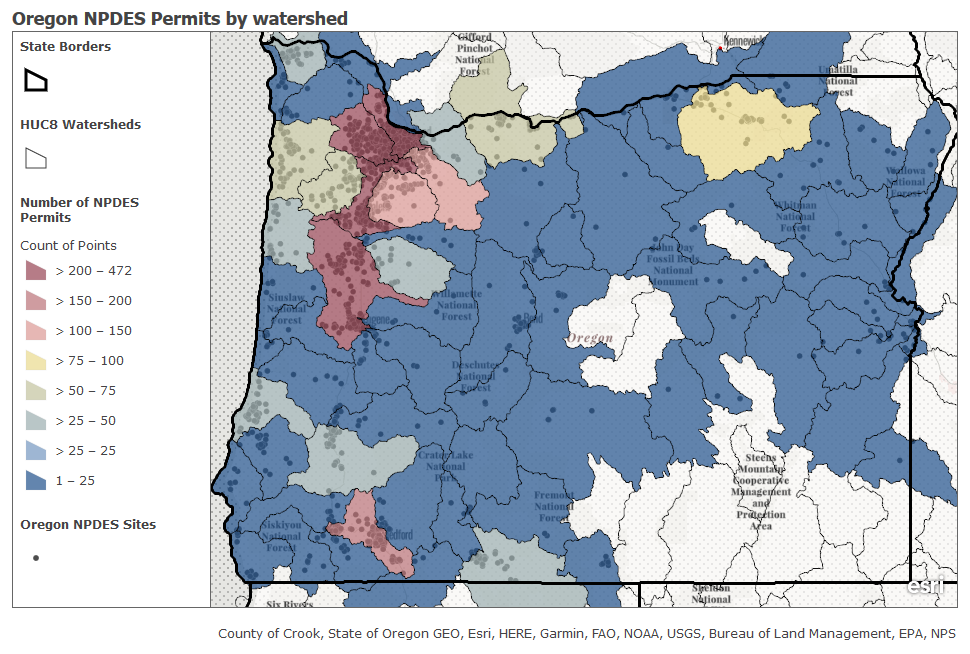 Oregon NPDES Permits by watershed
State Borders
HUC8 Watersheds
Number of NPDES
Permits
Count of Points
> 200 – 472
> 150 – 200
> 100 – 150
> 75 – 100
> 50 – 75
> 25 – 50
> 25 – 25
1 – 25
Oregon NPDES Sites
Gifford
Pinchot
National
Forest
Kennewick
Umatilla
National
Forest
Wallowa
National
Forest
Whitman
National
Forest
John Day
Fossil Beds
National
Monument
Siuslaw
National
Forest
Willamette
National
Forest
Eugene
Bend
Oregon
Deschutes
National
Forest
Crater Lake
National
Park
Steens
Mountain
Cooperative
Management
and
Protection
Area
Fremont
National
Forest
Siskiyou
National
Forest
Medford
Six Rivers
Sheldon
National
esri
County of Crook, State of Oregon GEO, Esri, HERE, Garmin, FAO, NOAA, USGS, Bureau of Land Management, EPA, NPS